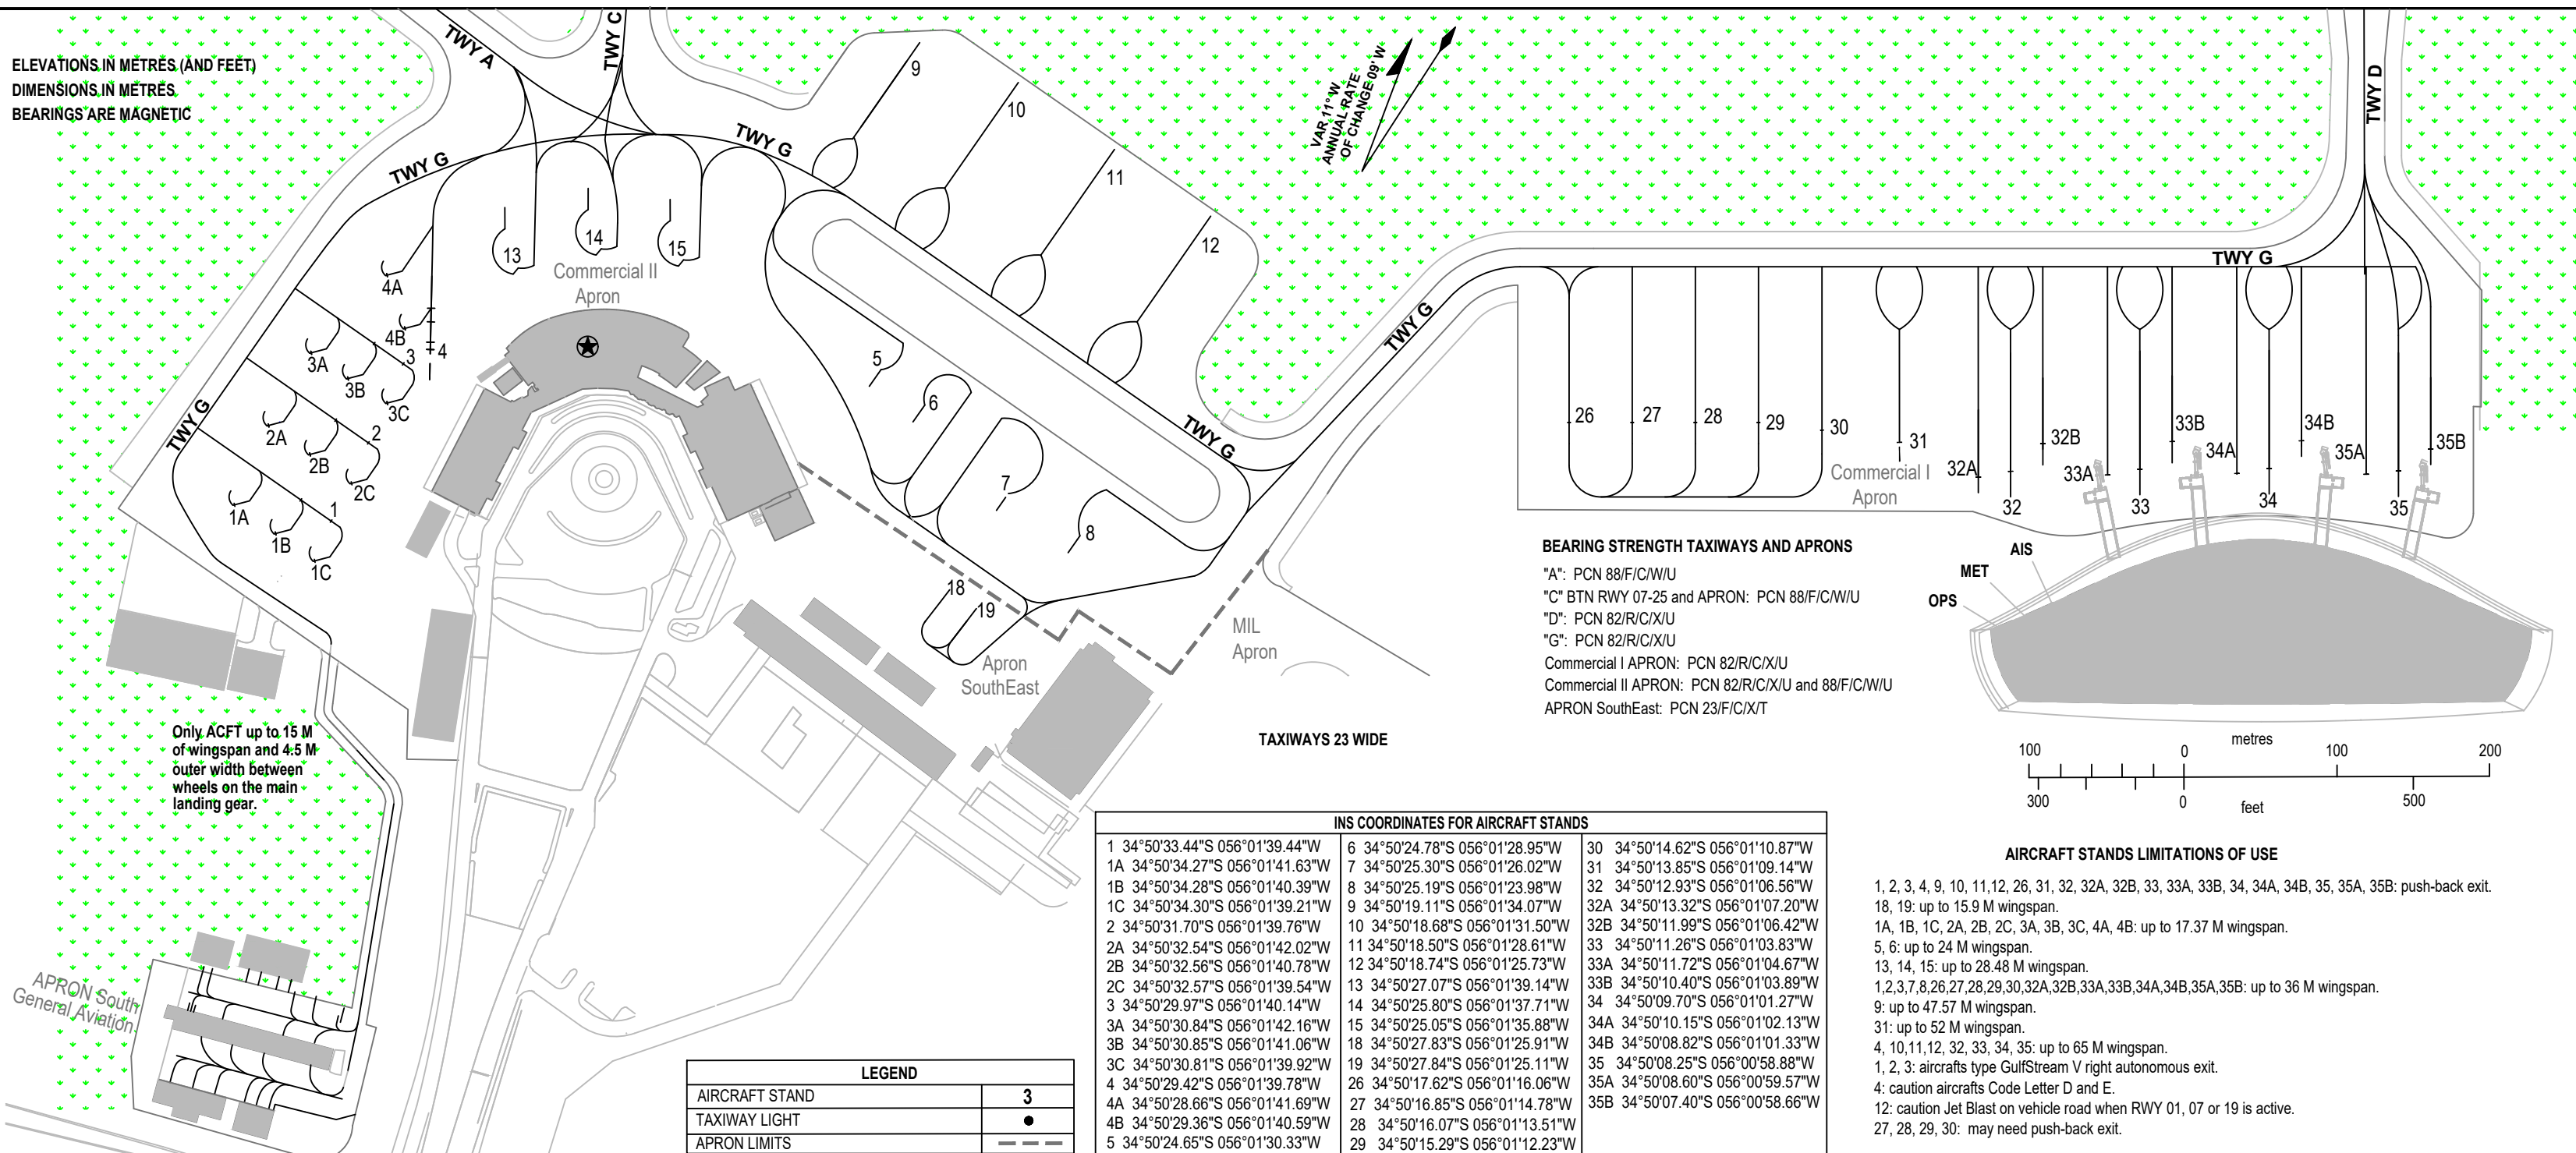 ELEVATIONS IN METRES (AND FEET)
DIMENSIONS IN METRES
BEARINGS ARE MAGNETIC
TWY A
TWY C
TWY G
TWY G
9
10
11
12
VAR 11° W
ANNUAL RATE
OF CHANGE 09' W
TWY D
13
14
15
Commercial II
Apron
4A
4B
4
3A
3B
3
3C
TWY G
2A
2B
2
2C
1A
1B
1
1C
5
6
7
8
TWY G
TWY G
TWY G
18
19
Apron
SouthEast
MIL
Apron
26
27
28
29
30
31
Commercial I
Apron
32A
32
32B
33A
33
33B
34A
34
34B
35A
35
35B
AIS
MET
OPS
BEARING STRENGTH TAXIWAYS AND APRONS
"A": PCN 88/F/C/W/U
"C" BTN RWY 07-25 and APRON: PCN 88/F/C/W/U
"D": PCN 82/R/C/X/U
"G": PCN 82/R/C/X/U
Commercial I APRON: PCN 82/R/C/X/U
Commercial II APRON: PCN 82/R/C/X/U and 88/F/C/W/U
APRON SouthEast: PCN 23/F/C/X/T
TAXIWAYS 23 WIDE
metres
100 0 100 200
300 0 500
feet
Only ACFT up to 15 M
of wingspan and 4.5 M
outer width between
wheels on the main
landing gear.
APRON South
General Aviation
LEGEND
AIRCRAFT STAND 3
TAXIWAY LIGHT
APRON LIMITS
INS COORDINATES FOR AIRCRAFT STANDS
1 34°50'33.44"S 056°01'39.44"W
1A 34°50'34.27"S 056°01'41.63"W
1B 34°50'34.28"S 056°01'40.39"W
1C 34°50'34.30"S 056°01'39.21"W
2 34°50'31.70"S 056°01'39.76"W
2A 34°50'32.54"S 056°01'42.02"W
2B 34°50'32.56"S 056°01'40.78"W
2C 34°50'32.57"S 056°01'39.54"W
3 34°50'29.97"S 056°01'40.14"W
3A 34°50'30.84"S 056°01'42.16"W
3B 34°50'30.85"S 056°01'41.06"W
3C 34°50'30.81"S 056°01'39.92"W
4 34°50'29.42"S 056°01'39.78"W
4A 34°50'28.66"S 056°01'41.69"W
4B 34°50'29.36"S 056°01'40.59"W
5 34°50'24.65"S 056°01'30.33"W
6 34°50'24.78"S 056°01'28.95"W
7 34°50'25.30"S 056°01'26.02"W
8 34°50'25.19"S 056°01'23.98"W
9 34°50'19.11"S 056°01'34.07"W
10 34°50'18.68"S 056°01'31.50"W
11 34°50'18.50"S 056°01'28.61"W
12 34°50'18.74"S 056°01'25.73"W
13 34°50'27.07"S 056°01'39.14"W
14 34°50'25.80"S 056°01'37.71"W
15 34°50'25.05"S 056°01'35.88"W
18 34°50'27.83"S 056°01'25.91"W
19 34°50'27.84"S 056°01'25.11"W
26 34°50'17.62"S 056°01'16.06"W
27 34°50'16.85"S 056°01'14.78"W
28 34°50'16.07"S 056°01'13.51"W
29 34°50'15.29"S 056°01'12.23"W
30 34°50'14.62"S 056°01'10.87"W
31 34°50'13.85"S 056°01'09.14"W
32 34°50'12.93"S 056°01'06.56"W
32A 34°50'13.32"S 056°01'07.20"W
32B 34°50'11.99"S 056°01'06.42"W
33 34°50'11.26"S 056°01'03.83"W
33A 34°50'11.72"S 056°01'04.67"W
33B 34°50'10.40"S 056°01'03.89"W
34 34°50'09.70"S 056°01'01.27"W
34A 34°50'10.15"S 056°01'02.13"W
34B 34°50'08.82"S 056°01'01.33"W
35 34°50'08.25"S 056°00'58.88"W
35A 34°50'08.60"S 056°00'59.57"W
35B 34°50'07.40"S 056°00'58.66"W
AIRCRAFT STANDS LIMITATIONS OF USE
1, 2, 3, 4, 9, 10, 11,12, 26, 31, 32, 32A, 32B, 33, 33A, 33B, 34, 34A, 34B, 35, 35A, 35B: push-back exit.
18, 19: up to 15.9 M wingspan.
1A, 1B, 1C, 2A, 2B, 2C, 3A, 3B, 3C, 4A, 4B: up to 17.37 M wingspan.
5, 6: up to 24 M wingspan.
13, 14, 15: up to 28.48 M wingspan.
1,2,3,7,8,26,27,28,29,30,32A,32B,33A,33B,34A,34B,35A,35B: up to 36 M wingspan.
9: up to 47.57 M wingspan.
31: up to 52 M wingspan.
4, 10,11,12, 32, 33, 34, 35: up to 65 M wingspan.
1, 2, 3: aircrafts type GulfStream V right autonomous exit.
4: caution aircrafts Code Letter D and E.
12: caution Jet Blast on vehicle road when RWY 01, 07 or 19 is active.
27, 28, 29, 30: may need push-back exit.